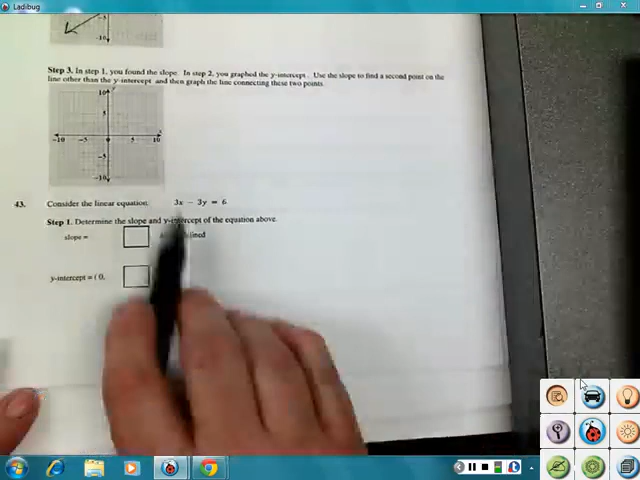 Ladibug
-5
-10
Step 3. In step 1, you found the slope. In step 2, you graphed the y-intercept. Use the slope to find a second point on the
line other than the y-intercept and then graph the line connecting these two points.
10 y
5
x
-10 -5 0 5 10
-5
-10
43. Consider the linear equation. 3x - 3y = 6
Step 1. Determine the slope and y-intercept of the equation above.
slope =
y-intercept = ( 0,